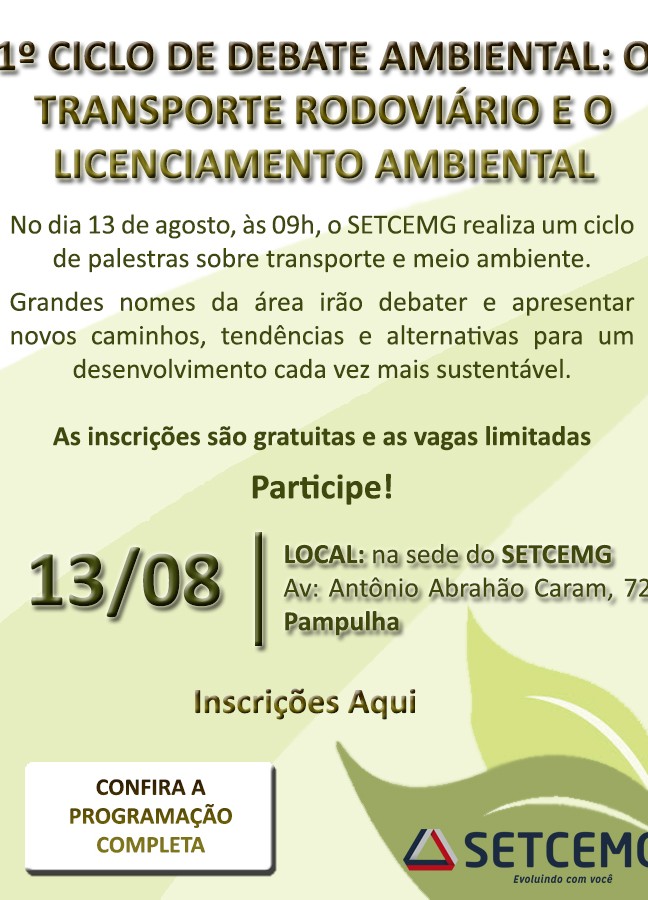 1º CICLO DE DEBATE AMBIENTAL: O
TRANSPORTE RODOVIÁRIO E O
LICENCIAMENTO AMBIENTAL
No dia 13 de agosto, às 09h, o SETCEMG realiza um ciclo
de palestras sobre transporte e meio ambiente.
Grandes nomes da área irão debater e apresentar
novos caminhos, tendências e alternativas para um
desenvolvimento cada vez mais sustentável.
As inscrições são gratuitas e as vagas limitadas
Participe!
13/08
LOCAL: na sede do SETCEMG
Av: Antônio Abrahão Caram, 72
Pampulha
Inscrições Aqui
CONFIRA A
PROGRAMAÇÃO
COMPLETA
SETCEMG
Evoluindo com você